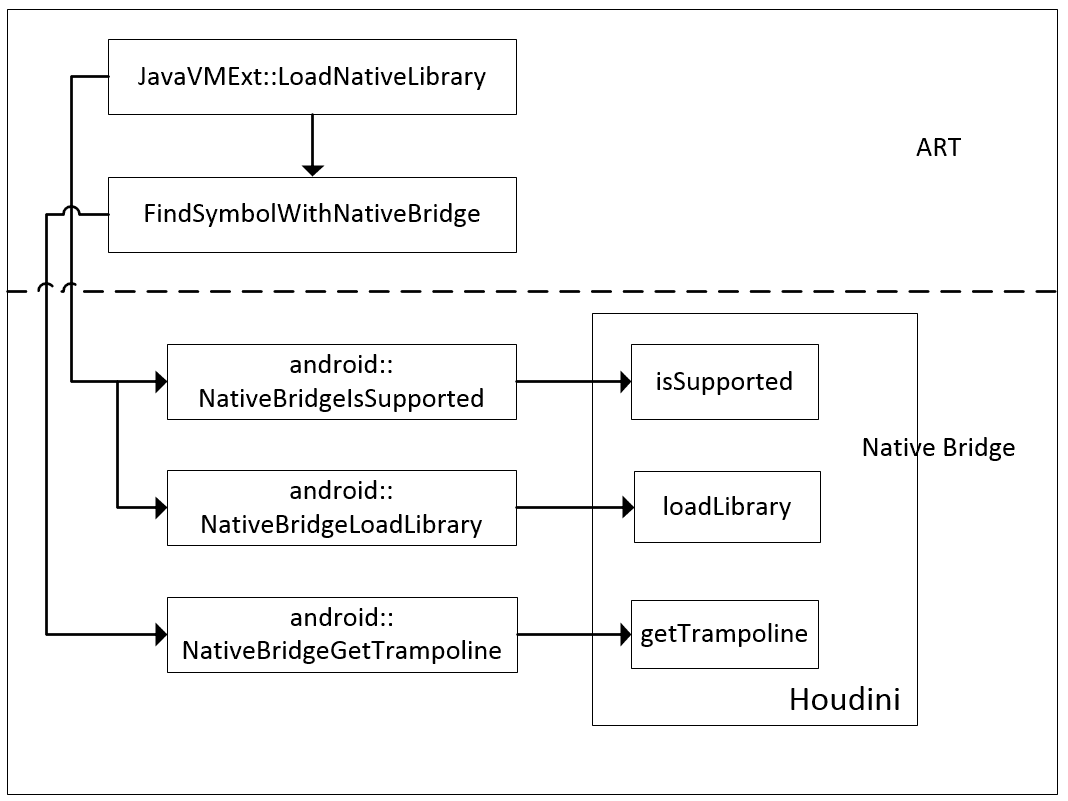 JavaVMExt::LoadNativeLibrary
ART
FindSymbolWithNativeBridge
android::
NativeBridgeIsSupported
isSupported
Native Bridge
android::
NativeBridgeLoadLibrary
loadLibrary
android::
NativeBridgeGetTrampoline
getTrampoline
Houdini